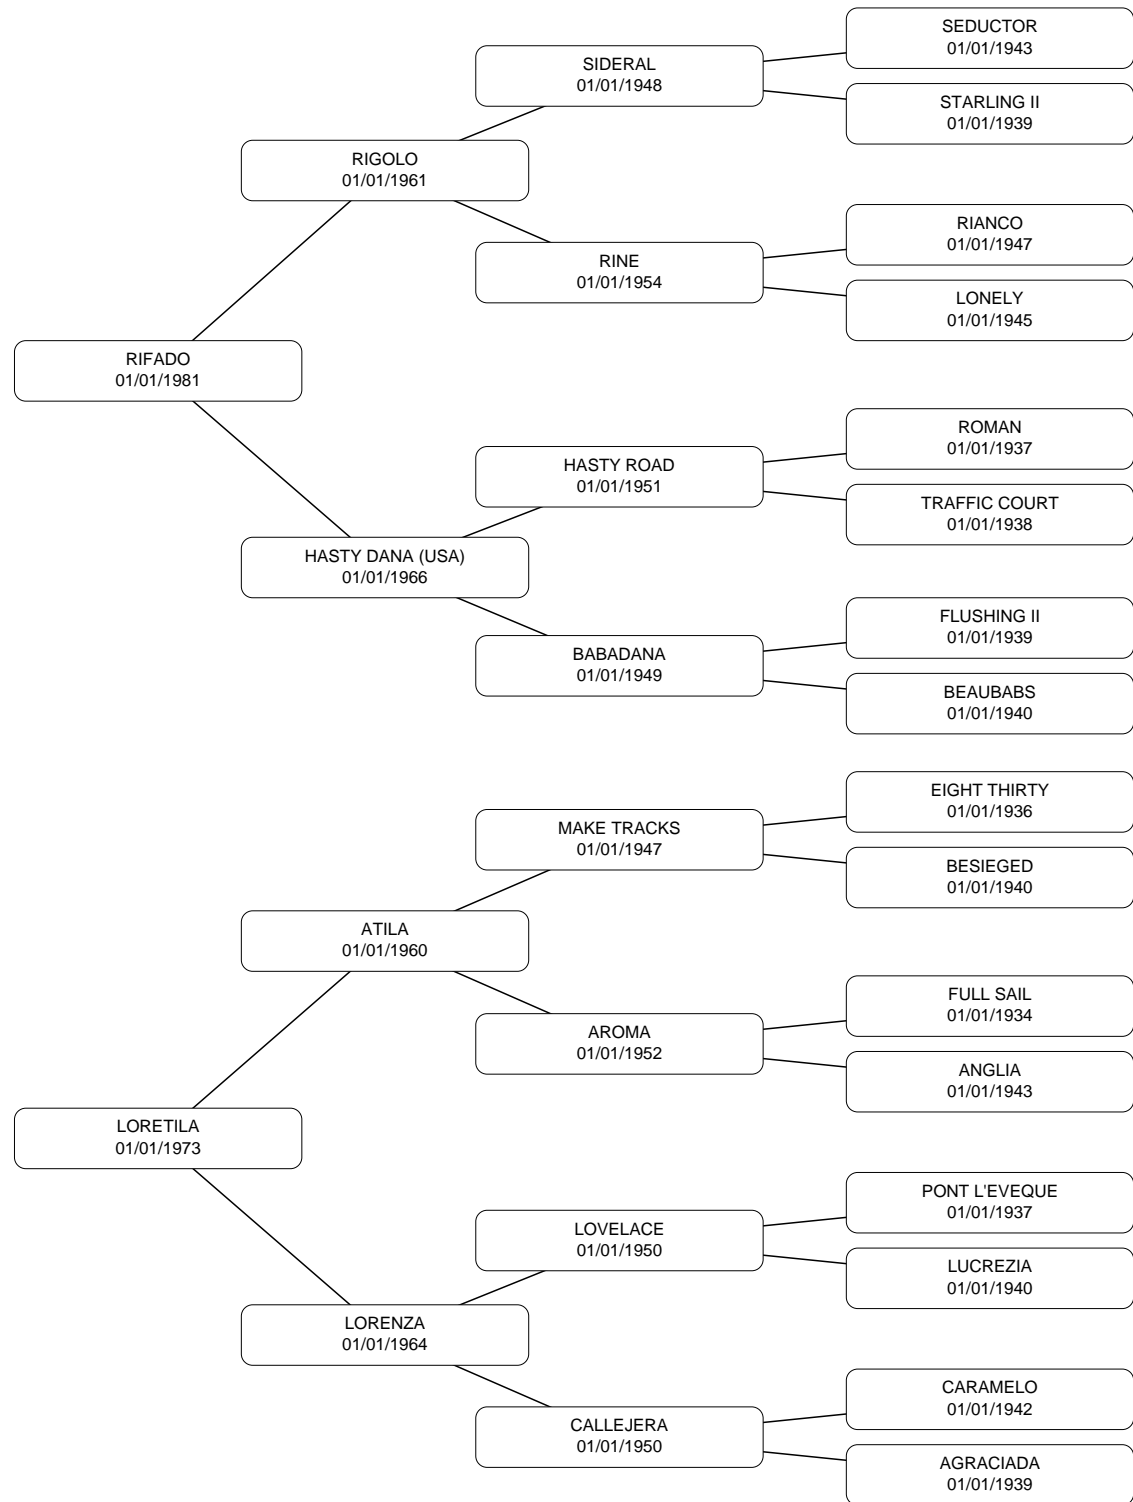 SEDUCTOR
01/01/1943
SIDERAL
01/01/1948
STARLING II
01/01/1939
RIGOLO
01/01/1961
RIANCO
01/01/1947
RINE
01/01/1954
LONELY
01/01/1945
RIFADO
01/01/1981
ROMAN
01/01/1937
HASTY ROAD
01/01/1951
TRAFFIC COURT
01/01/1938
HASTY DANA (USA)
01/01/1966
FLUSHING II
01/01/1939
BABADANA
01/01/1949
BEAUBABS
01/01/1940
EIGHT THIRTY
01/01/1936
MAKE TRACKS
01/01/1947
BESIEGED
01/01/1940
ATILA
01/01/1960
FULL SAIL
01/01/1934
AROMA
01/01/1952
ANGLIA
01/01/1943
LORETILA
01/01/1973
PONT L'EVEQUE
01/01/1937
LOVELACE
01/01/1950
LUCREZIA
01/01/1940
LORENZA
01/01/1964
CARAMELO
01/01/1942
CALLEJERA
01/01/1950
AGRACIADA
01/01/1939